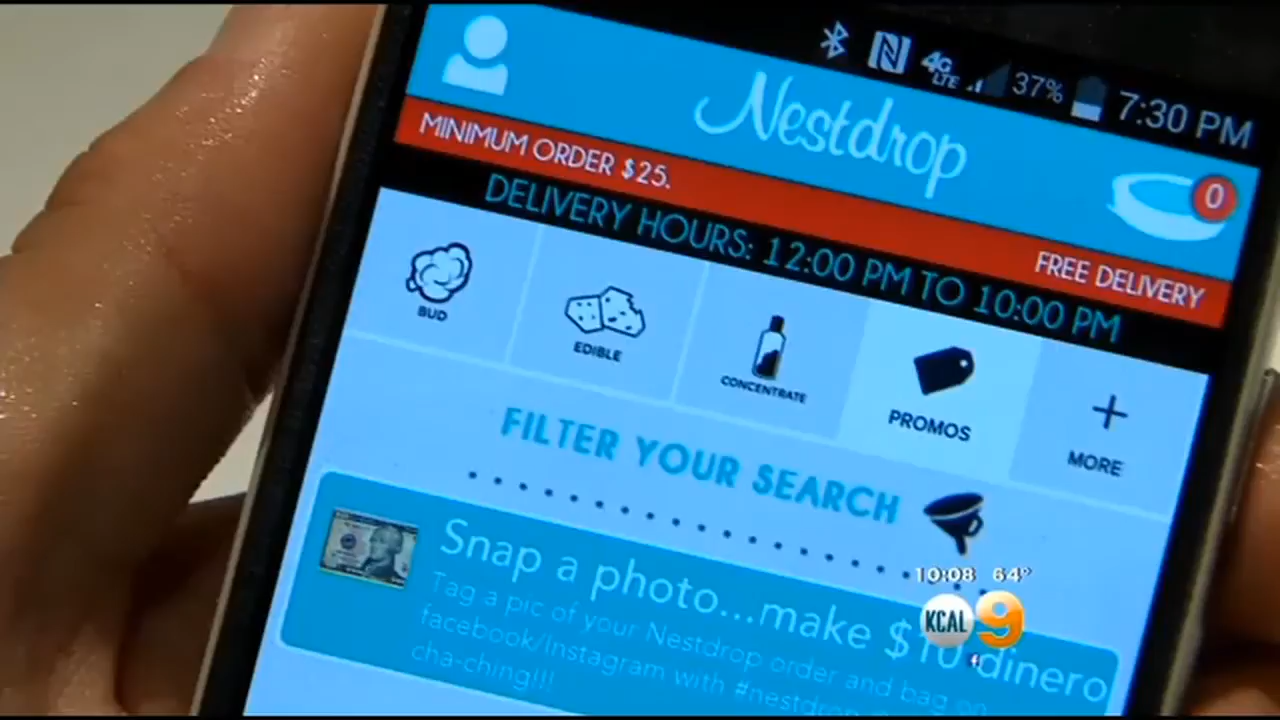 4G LTE 37% 7:30 PM
Nestdrop
0
MINIMUM ORDER $25.
FREE DELIVERY
DELIVERY HOURS: 12:00 PM TO 10:00 PM
BUD
EDIBLE
CONCENTRATE
PROMOS
MORE
FILTER YOUR SEARCH
Snap a photo...make $10 dinero
Tag a pic of your Nestdrop order and bag on
facebook/Instagram with #nestdrop
cha-ching!!!
10:08 64°
KCAL 9